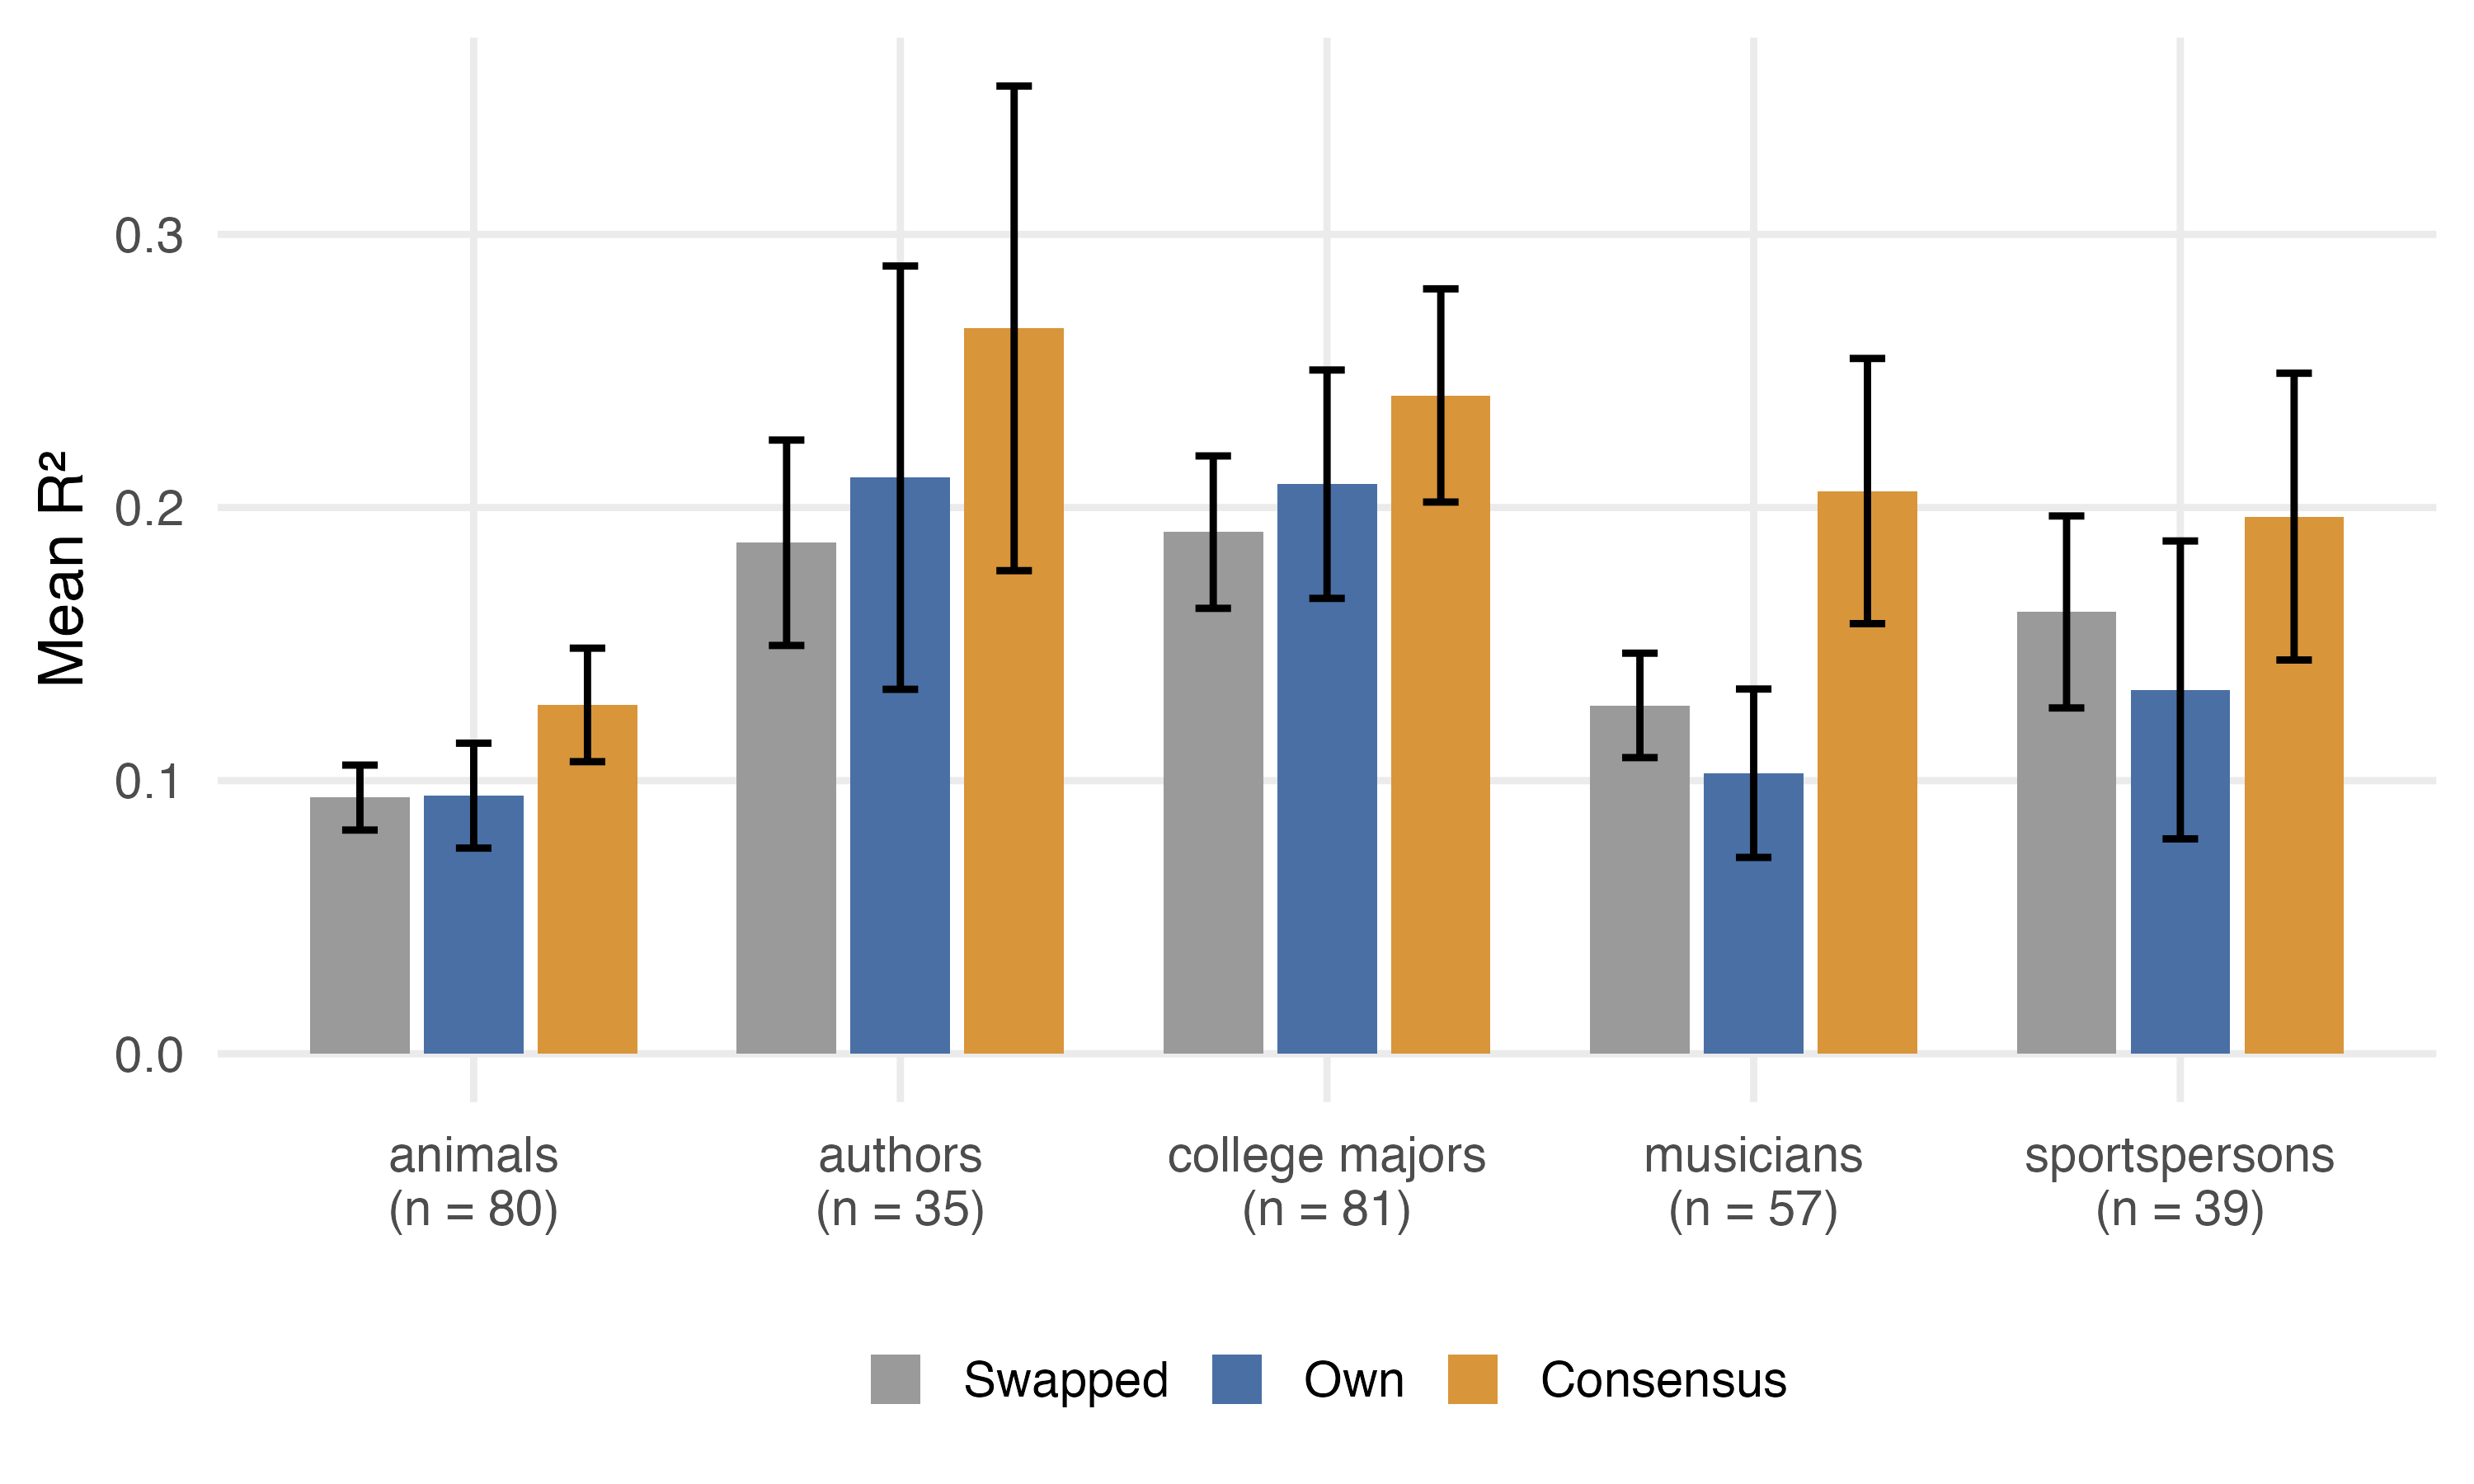 Mean R²
0.3
0.2
0.1
0.0
animals
(n = 80)
authors
(n = 35)
college majors
(n = 81)
musicians
(n = 57)
sportspersons
(n = 39)
Swapped
Own
Consensus